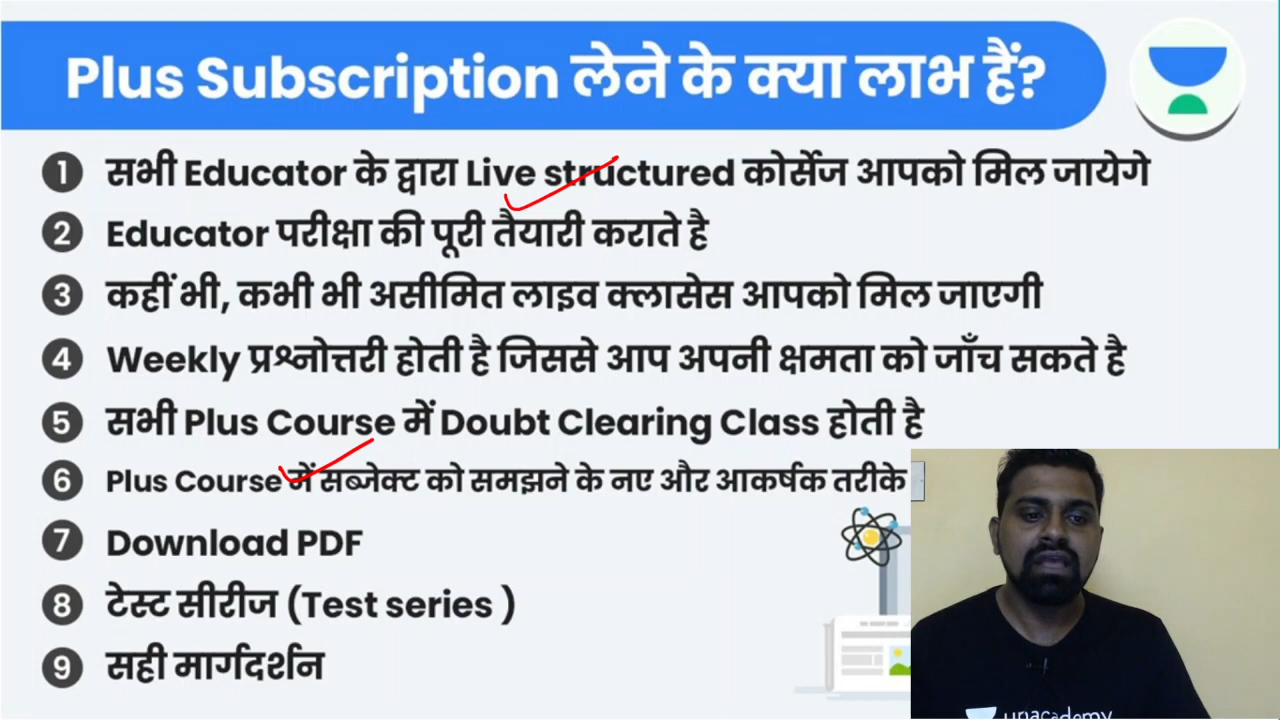 Plus Subscription लेने के क्या लाभ हैं?
1 सभी Educator के द्वारा Live structured कोर्सेज आपको मिल जायेगे
2 Educator परीक्षा की पूरी तैयारी कराते है
3 कहीं भी, कभी भी असीमित लाइव क्लासेस आपको मिल जाएगी
4 Weekly प्रश्नोत्तरी होती है जिससे आप अपनी क्षमता को जाँच सकते है
5 सभी Plus Course में Doubt Clearing Class होती है
6 Plus Course में सब्जेक्ट को समझने के नए और आकर्षक तरीके
7 Download PDF
8 टेस्ट सीरीज (Test series )
9 सही मार्गदर्शन
unacademy